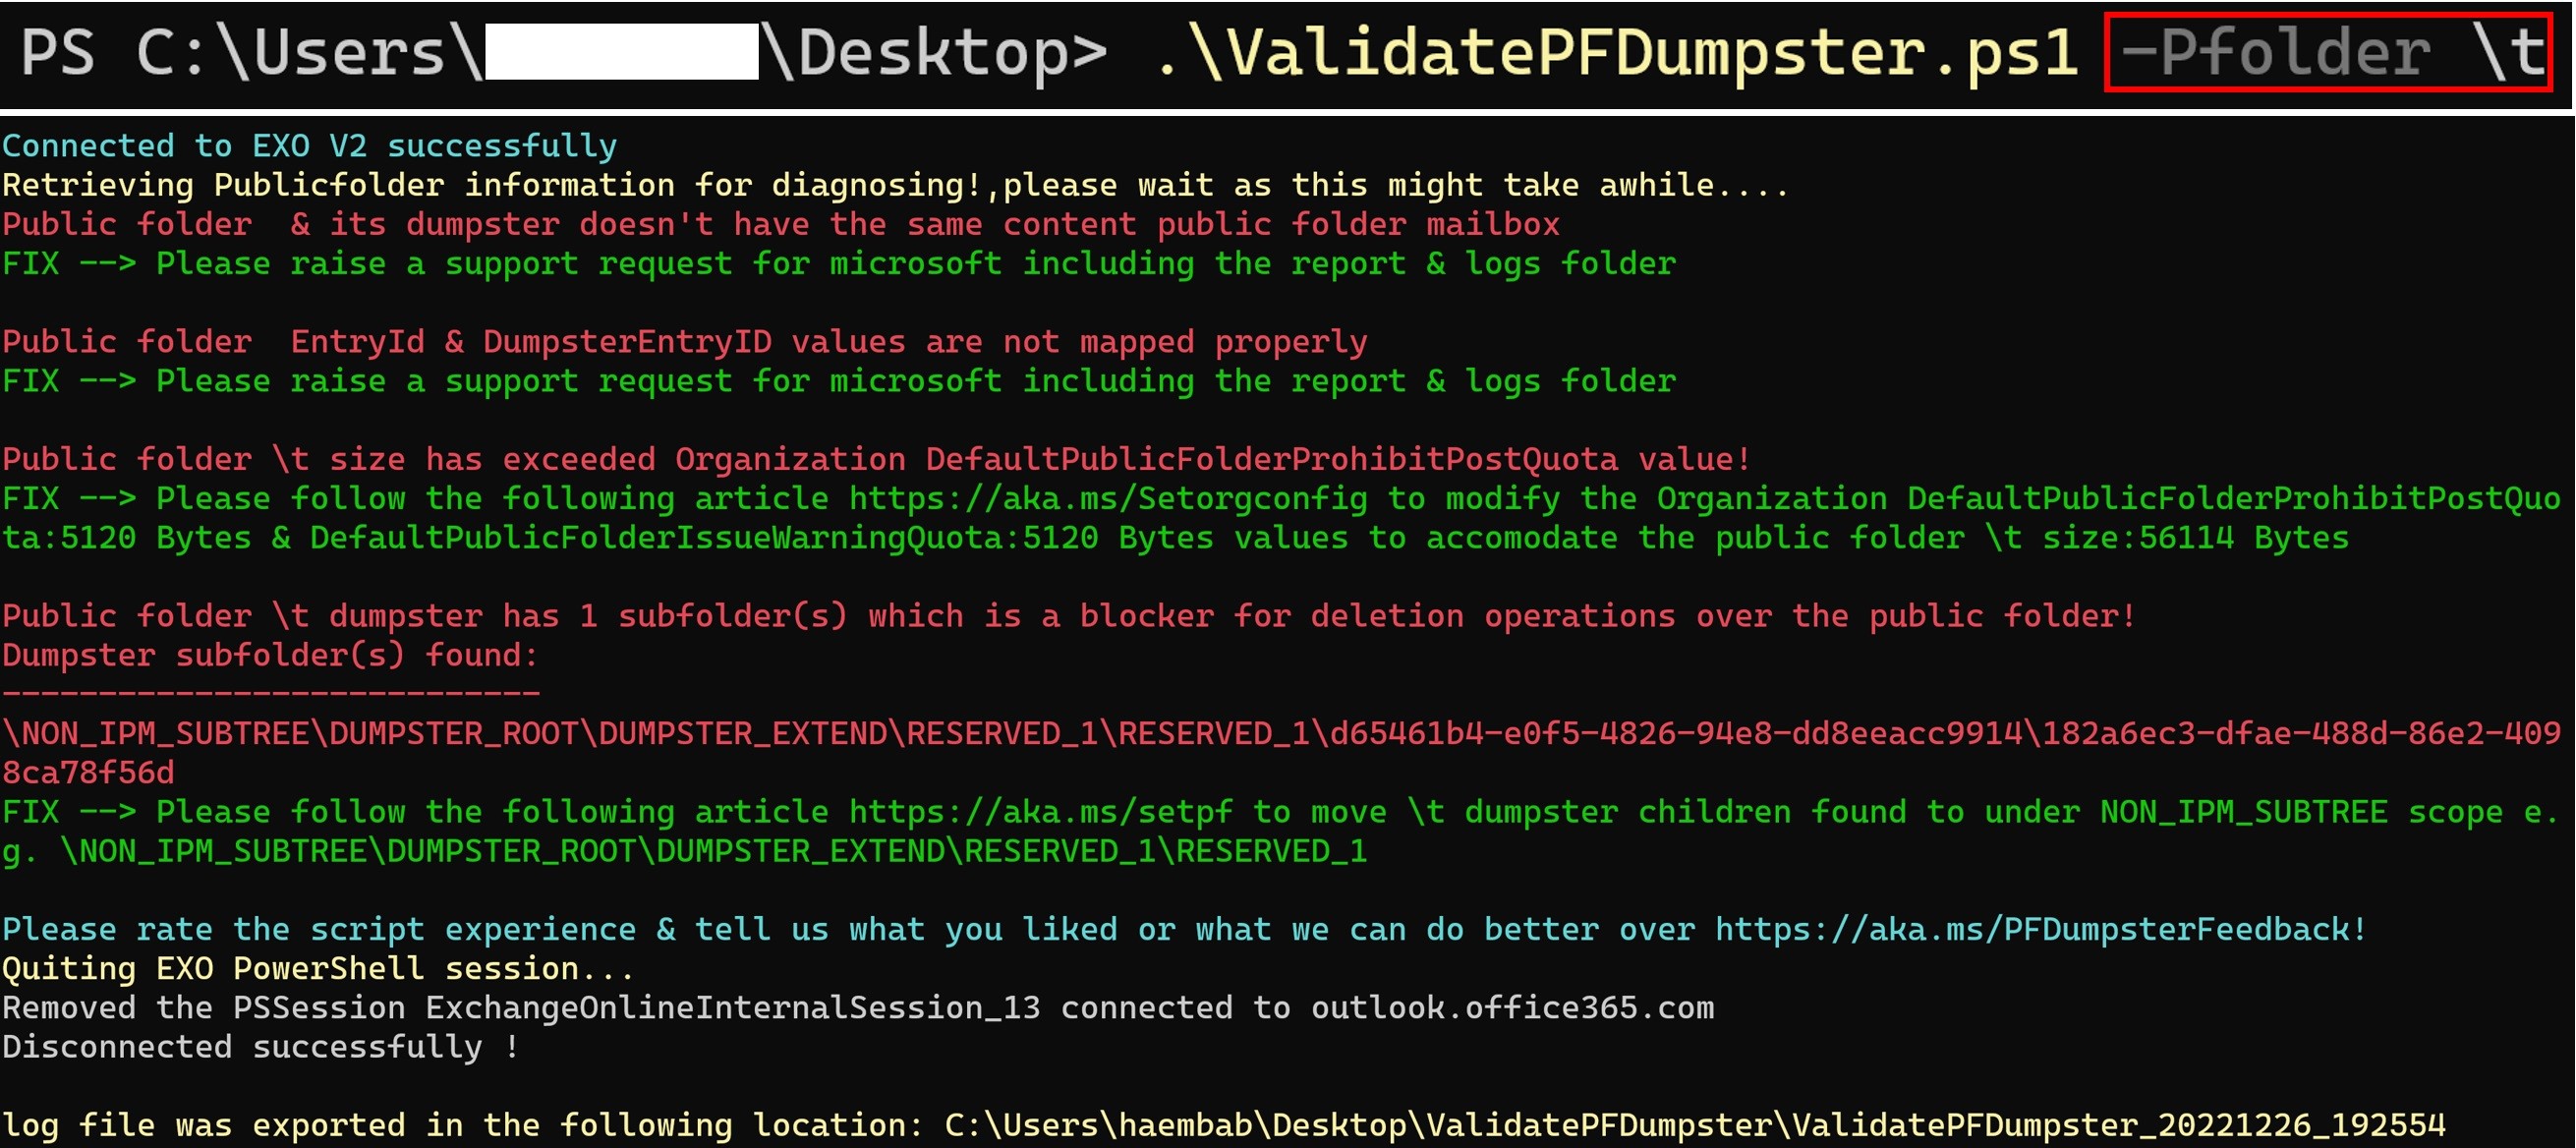 PS C:\Users\ \Desktop> .\ValidatePFDumpster.ps1 -Pfolder \t
Connected to EXO V2 successfully
Retrieving Publicfolder information for diagnosing!,please wait as this might take awhile....
Public folder  & its dumpster doesn't have the same content public folder mailbox
FIX --> Please raise a support request for microsoft including the report & logs folder
Public folder  EntryId & DumpsterEntryID values are not mapped properly
FIX --> Please raise a support request for microsoft including the report & logs folder
Public folder \t size has exceeded Organization DefaultPublicFolderProhibitPostQuota value!
FIX --> Please follow the following article https://aka.ms/Setorgconfig to modify the Organization DefaultPublicFolderProhibitPostQuo
ta:5120 Bytes & DefaultPublicFolderIssueWarningQuota:5120 Bytes values to accomodate the public folder \t size:56114 Bytes
Public folder \t dumpster has 1 subfolder(s) which is a blocker for deletion operations over the public folder!
Dumpster subfolder(s) found:
----------------------------
\NON_IPM_SUBTREE\DUMPSTER_ROOT\DUMPSTER_EXTEND\RESERVED_1\RESERVED_1\d65461b4-e0f5-4826-94e8-dd8eeacc9914\182a6ec3-dfae-488d-86e2-409
8ca78f56d
FIX --> Please follow the following article https://aka.ms/setpf to move \t dumpster children found to under NON_IPM_SUBTREE scope e.
g. \NON_IPM_SUBTREE\DUMPSTER_ROOT\DUMPSTER_EXTEND\RESERVED_1\RESERVED_1
Please rate the script experience & tell us what you liked or what we can do better over https://aka.ms/PFDumpsterFeedback!
Quiting EXO PowerShell session...
Removed the PSSession ExchangeOnlineInternalSession_13 connected to outlook.office365.com
Disconnected successfully !
log file was exported in the following location: C:\Users\haembab\Desktop\ValidatePFDumpster\ValidatePFDumpster_20221226_192554